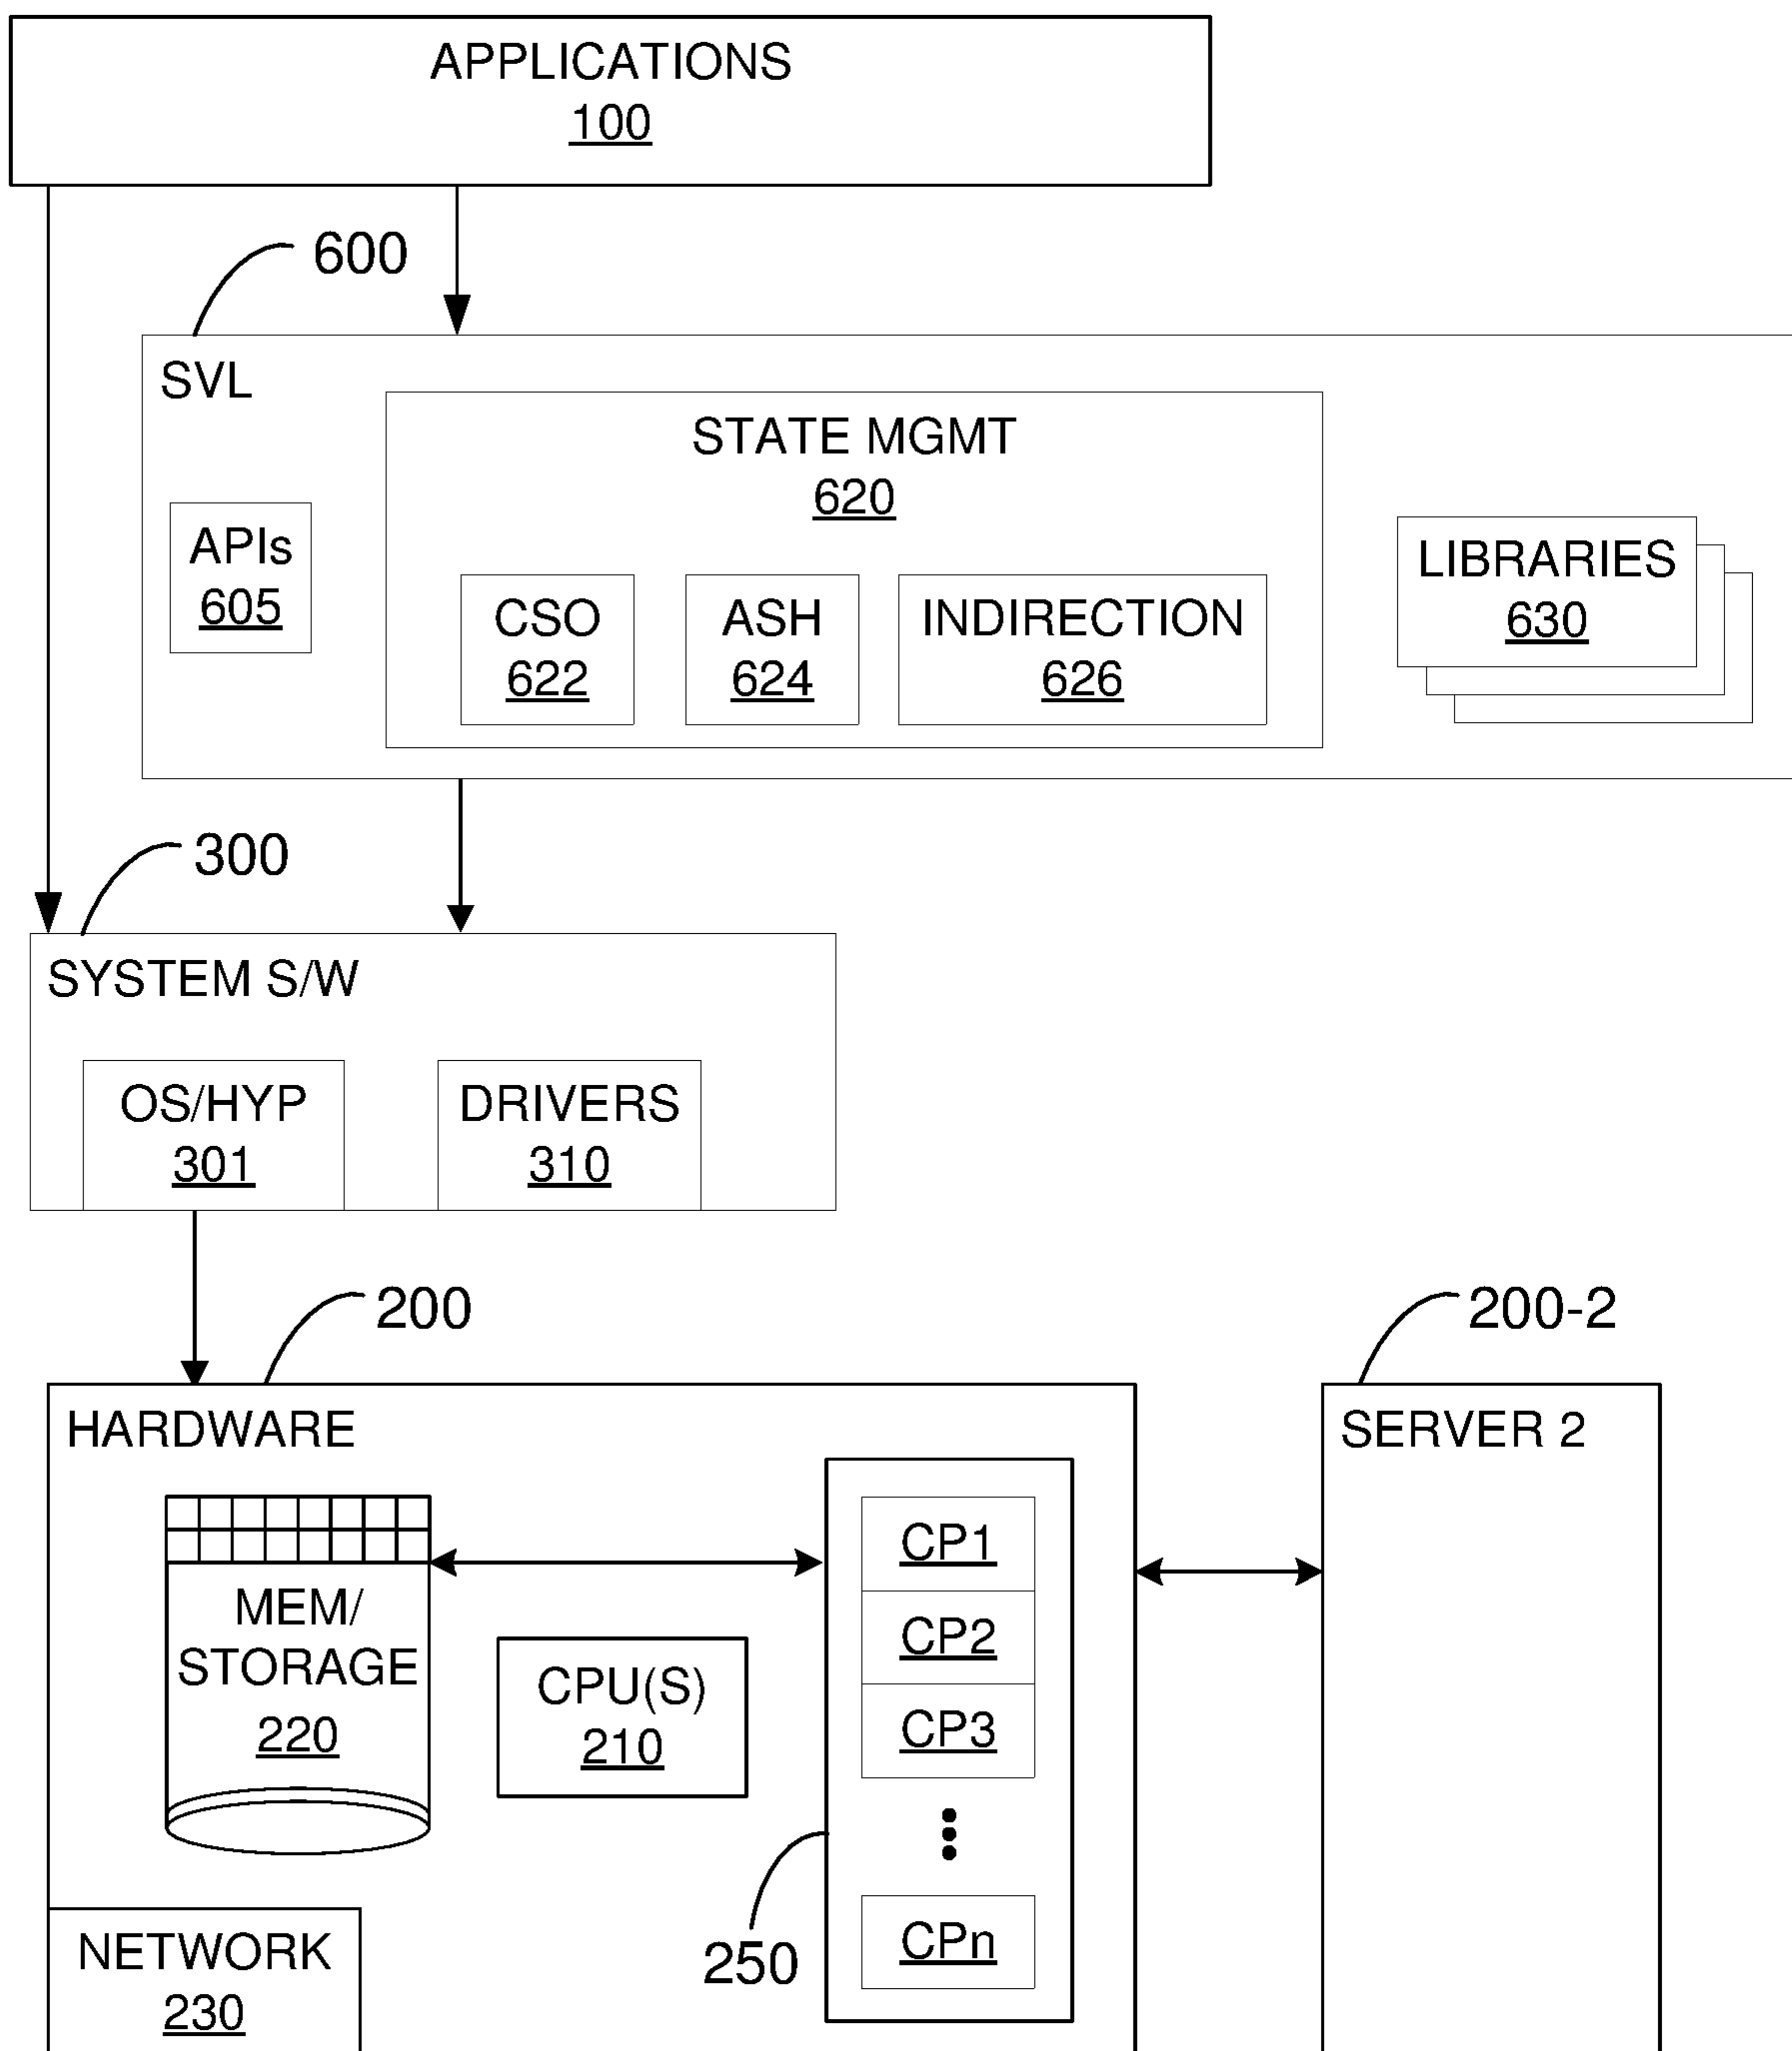 APPLICATIONS
100
600
SVL
STATE MGMT
620
APIs
605
CSO
622
ASH
624
INDIRECTION
626
LIBRARIES
630
300
SYSTEM S/W
OS/HYP
301
DRIVERS
310
200
200-2
HARDWARE
SERVER 2
MEM/
STORAGE
220
CPU(S)
210
CP1
CP2
CP3
CPn
250
NETWORK
230